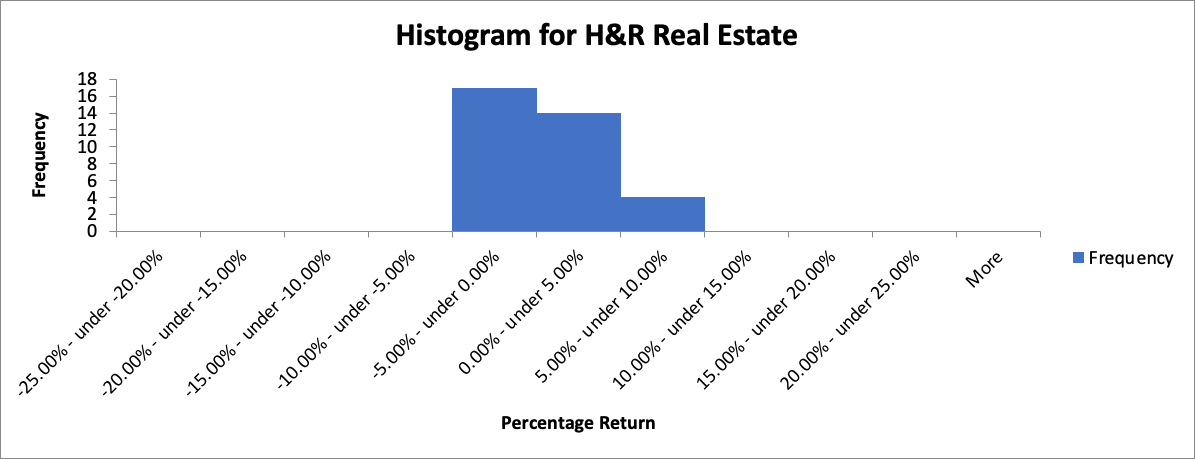 Histogram for H&R Real Estate
Frequency
18
16
14
12
10
8
6
4
2
0
-25.00% - under -20.00%
-20.00% - under -15.00%
-15.00% - under -10.00%
-10.00% - under -5.00%
-5.00% - under 0.00%
0.00% - under 5.00%
5.00% - under 10.00%
10.00% - under 15.00%
15.00% - under 20.00%
20.00% - under 25.00%
More
Frequency
Percentage Return